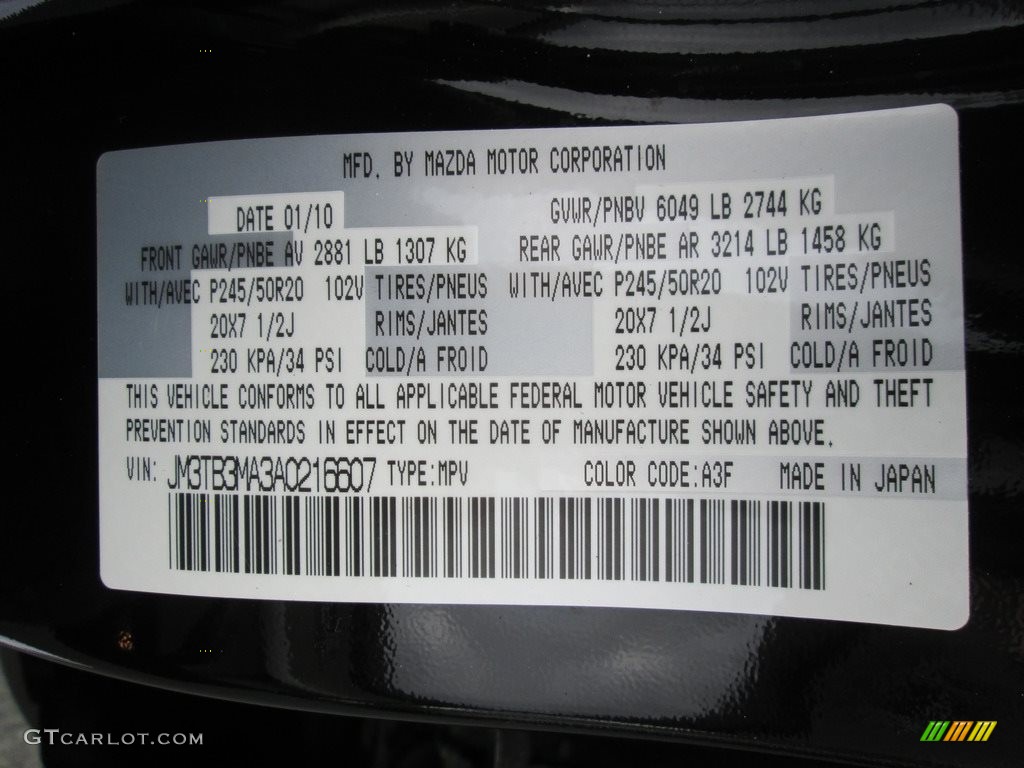 MFD. BY MAZDA MOTOR CORPORATION
DATE 01/10 GVWR/PNBV 6049 LB 2744 KG
FRONT GAWR/PNBE AV 2881 LB 1307 KG REAR GAWR/PNBE AR 3214 LB 1458 KG
WITH/AVEC P245/50R20 102V TIRES/PNEUS WITH/AVEC P245/50R20 102V TIRES/PNEUS
20X7 1/2J RIMS/JANTES 20X7 1/2J RIMS/JANTES
230 KPA/34 PSI COLD/A FROID 230 KPA/34 PSI COLD/A FROID
THIS VEHICLE CONFORMS TO ALL APPLICABLE FEDERAL MOTOR VEHICLE SAFETY AND THEFT
PREVENTION STANDARDS IN EFFECT ON THE DATE OF MANUFACTURE SHOWN ABOVE.
VIN: JM3TB3MA3A0216607 TYPE:MPV COLOR CODE:A3F MADE IN JAPAN
GTCARLOT.COM